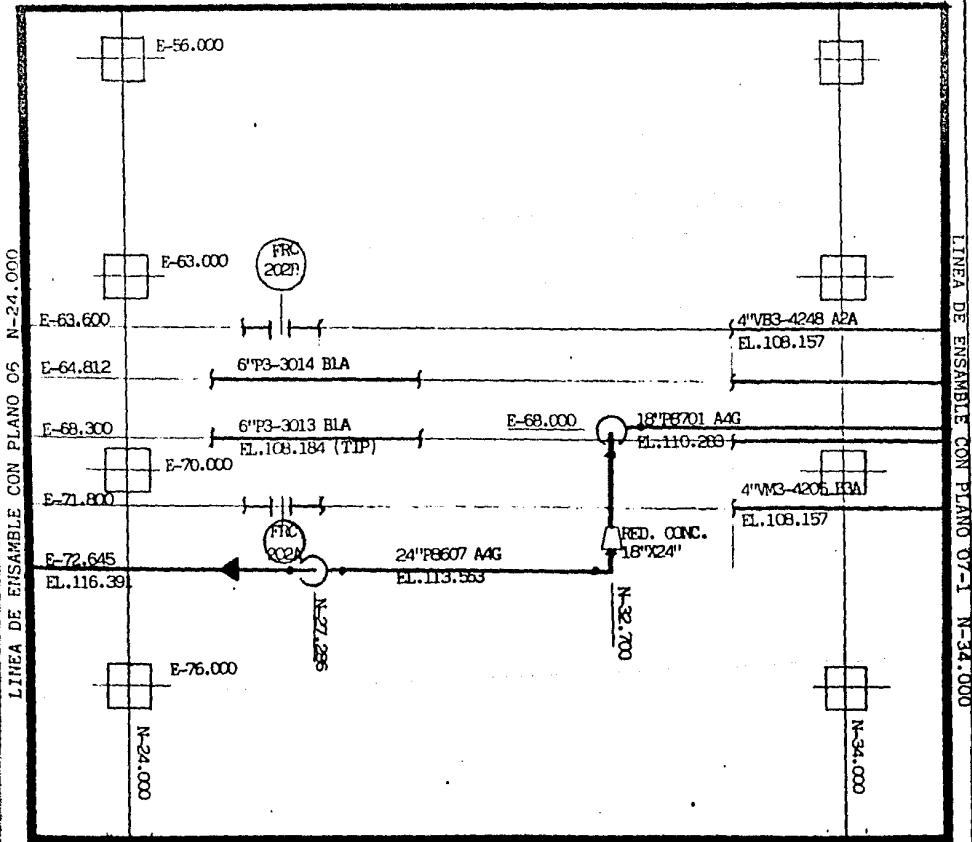 E-56.000
E-63.000
FRC
202B
E-63.600
4"VB3-4248 A2A
EL.108.157
E-64.812
6"P3-3014 B1A
E-68.000
18"P8701 A4G
EL.110.283
E-68.300
6"P3-3013 B1A
EL.108.184 (TIP)
E-70.000
E-71.800
4"VM3-4205 B3A
EL.108.157
FRC
202A
RED. CONC.
18"X24"
E-72.645
EL.116.391
24"P8607 A4G
EL.113.553
N-27.286
N-32.700
E-76.000
N-24.000
N-34.000
LINEA DE ENSAMBLE CON PLANO 06 N-24.000
LINEA DE ENSAMBLE CON PLANO 07-1 N-34.000